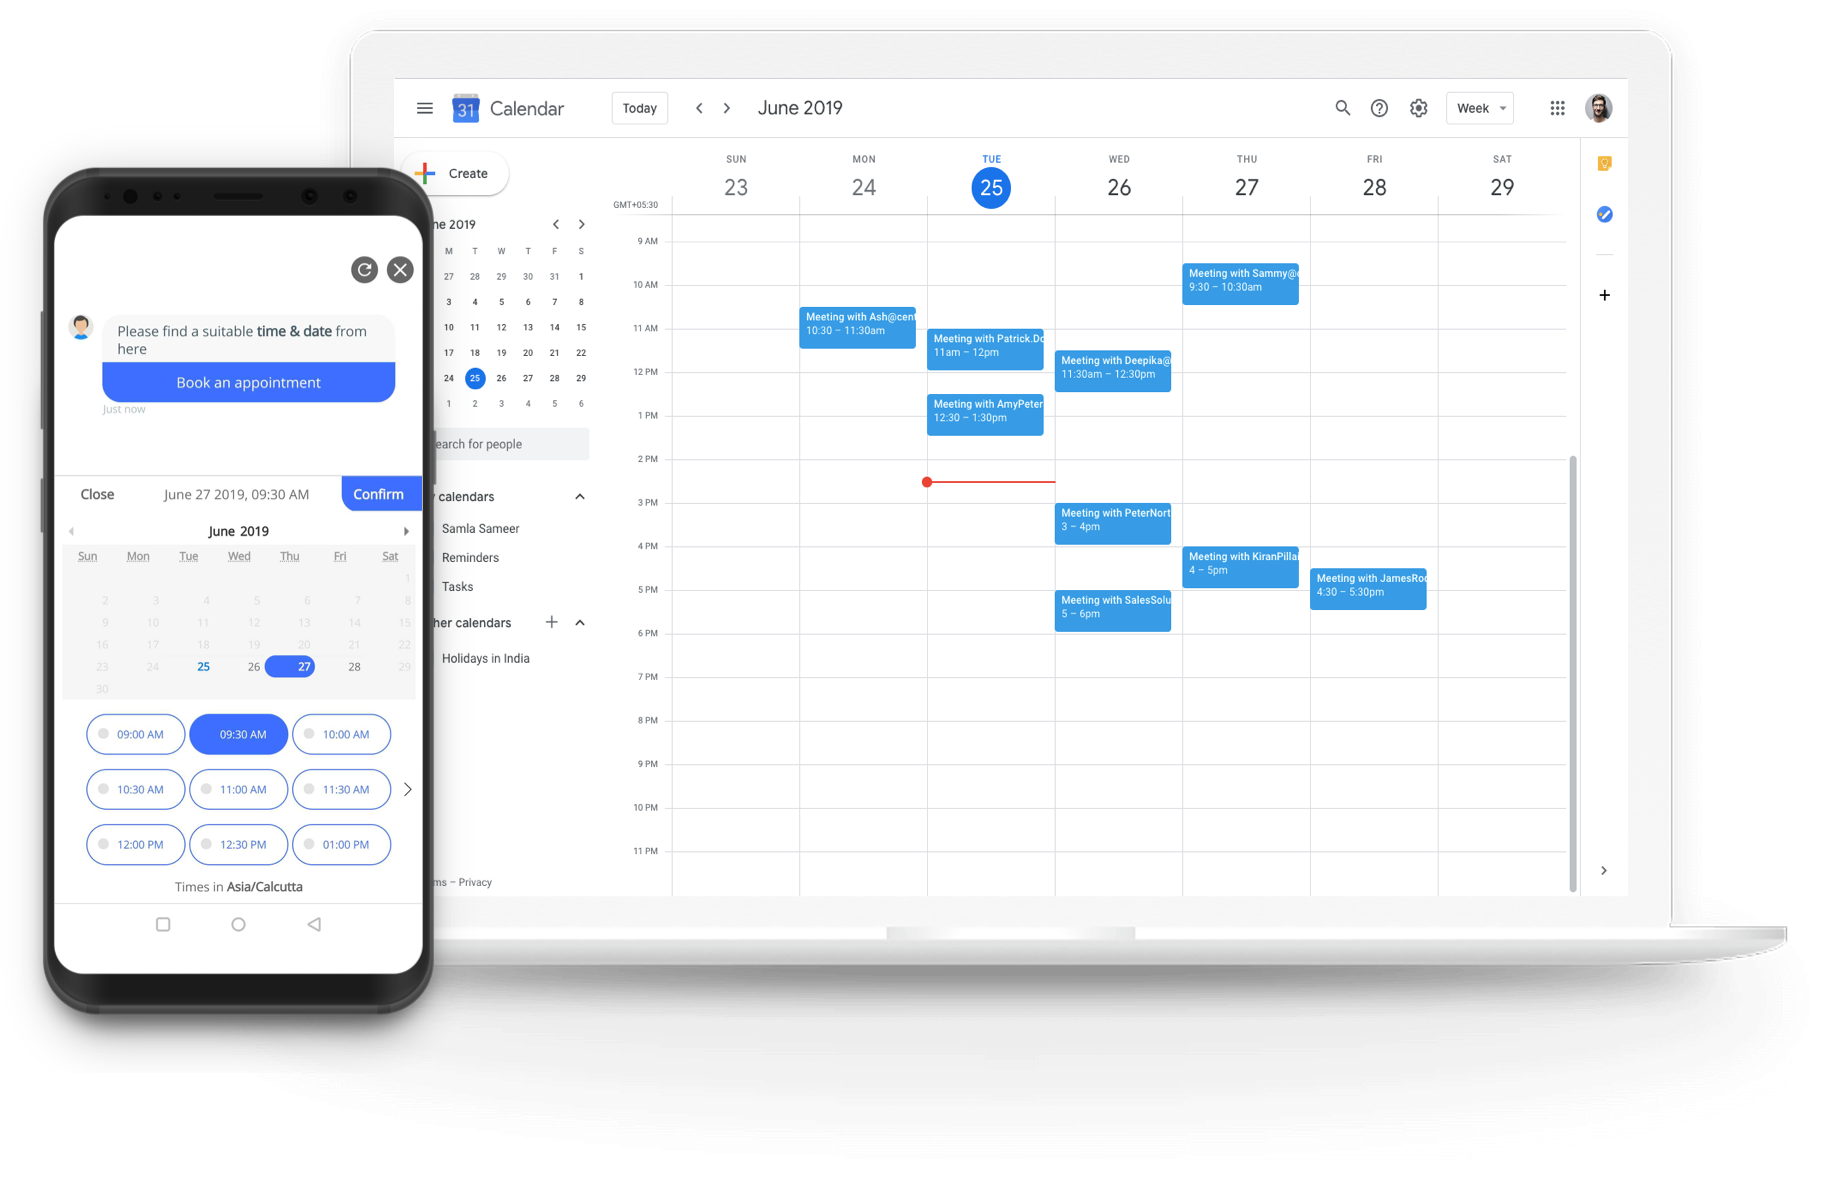 31 Calendar Today June 2019 Week
Create
ne 2019
M T W T F S
27 28 29 30 31 1
3 4 5 6 7 8
10 11 12 13 14 15
17 18 19 20 21 22
24 25 26 27 28 29
1 2 3 4 5 6
earch for people
calendars
Samla Sameer
Reminders
Tasks
her calendars
Holidays in India
ms – Privacy
SUN MON TUE WED THU FRI SAT
23 24 25 26 27 28 29
GMT+05:30
9 AM
10 AM
11 AM
12 PM
1 PM
2 PM
3 PM
4 PM
5 PM
6 PM
7 PM
8 PM
9 PM
10 PM
11 PM
Meeting with Ash@cent
10:30 – 11:30am
Meeting with Patrick.Do
11am – 12pm
Meeting with AmyPeter
12:30 – 1:30pm
Meeting with Deepika@
11:30am – 12:30pm
Meeting with PeterNort
3 – 4pm
Meeting with SalesSolu
5 – 6pm
Meeting with Sammy@
9:30 – 10:30am
Meeting with KiranPillai
4 – 5pm
Meeting with JamesRod
4:30 – 5:30pm
Please find a suitable time & date from
here
Book an appointment
Just now
Close June 27 2019, 09:30 AM Confirm
June 2019
Sun Mon Tue Wed Thu Fri Sat
1
2 3 4 5 6 7 8
9 10 11 12 13 14 15
16 17 18 19 20 21 22
23 24 25 26 27 28 29
30
09:00 AM 09:30 AM 10:00 AM
10:30 AM 11:00 AM 11:30 AM
12:00 PM 12:30 PM 01:00 PM
Times in Asia/Calcutta